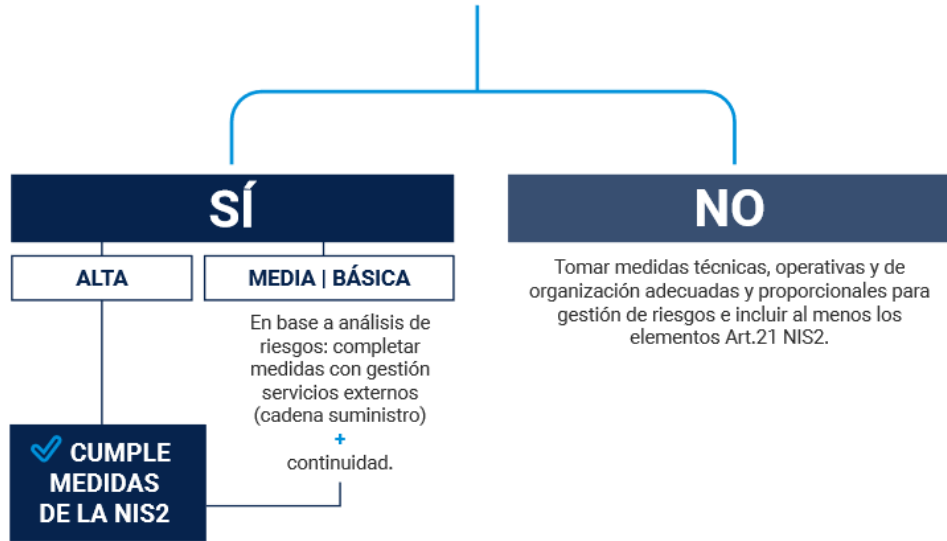 SÍ
NO
ALTA
MEDIA | BÁSICA
En base a análisis de
riesgos: completar
medidas con gestión
servicios externos
(cadena suministro)
+
continuidad.
CUMPLE
MEDIDAS
DE LA NIS2
Tomar medidas técnicas, operativas y de
organización adecuadas y proporcionales para
gestión de riesgos e incluir al menos los
elementos Art.21 NIS2.